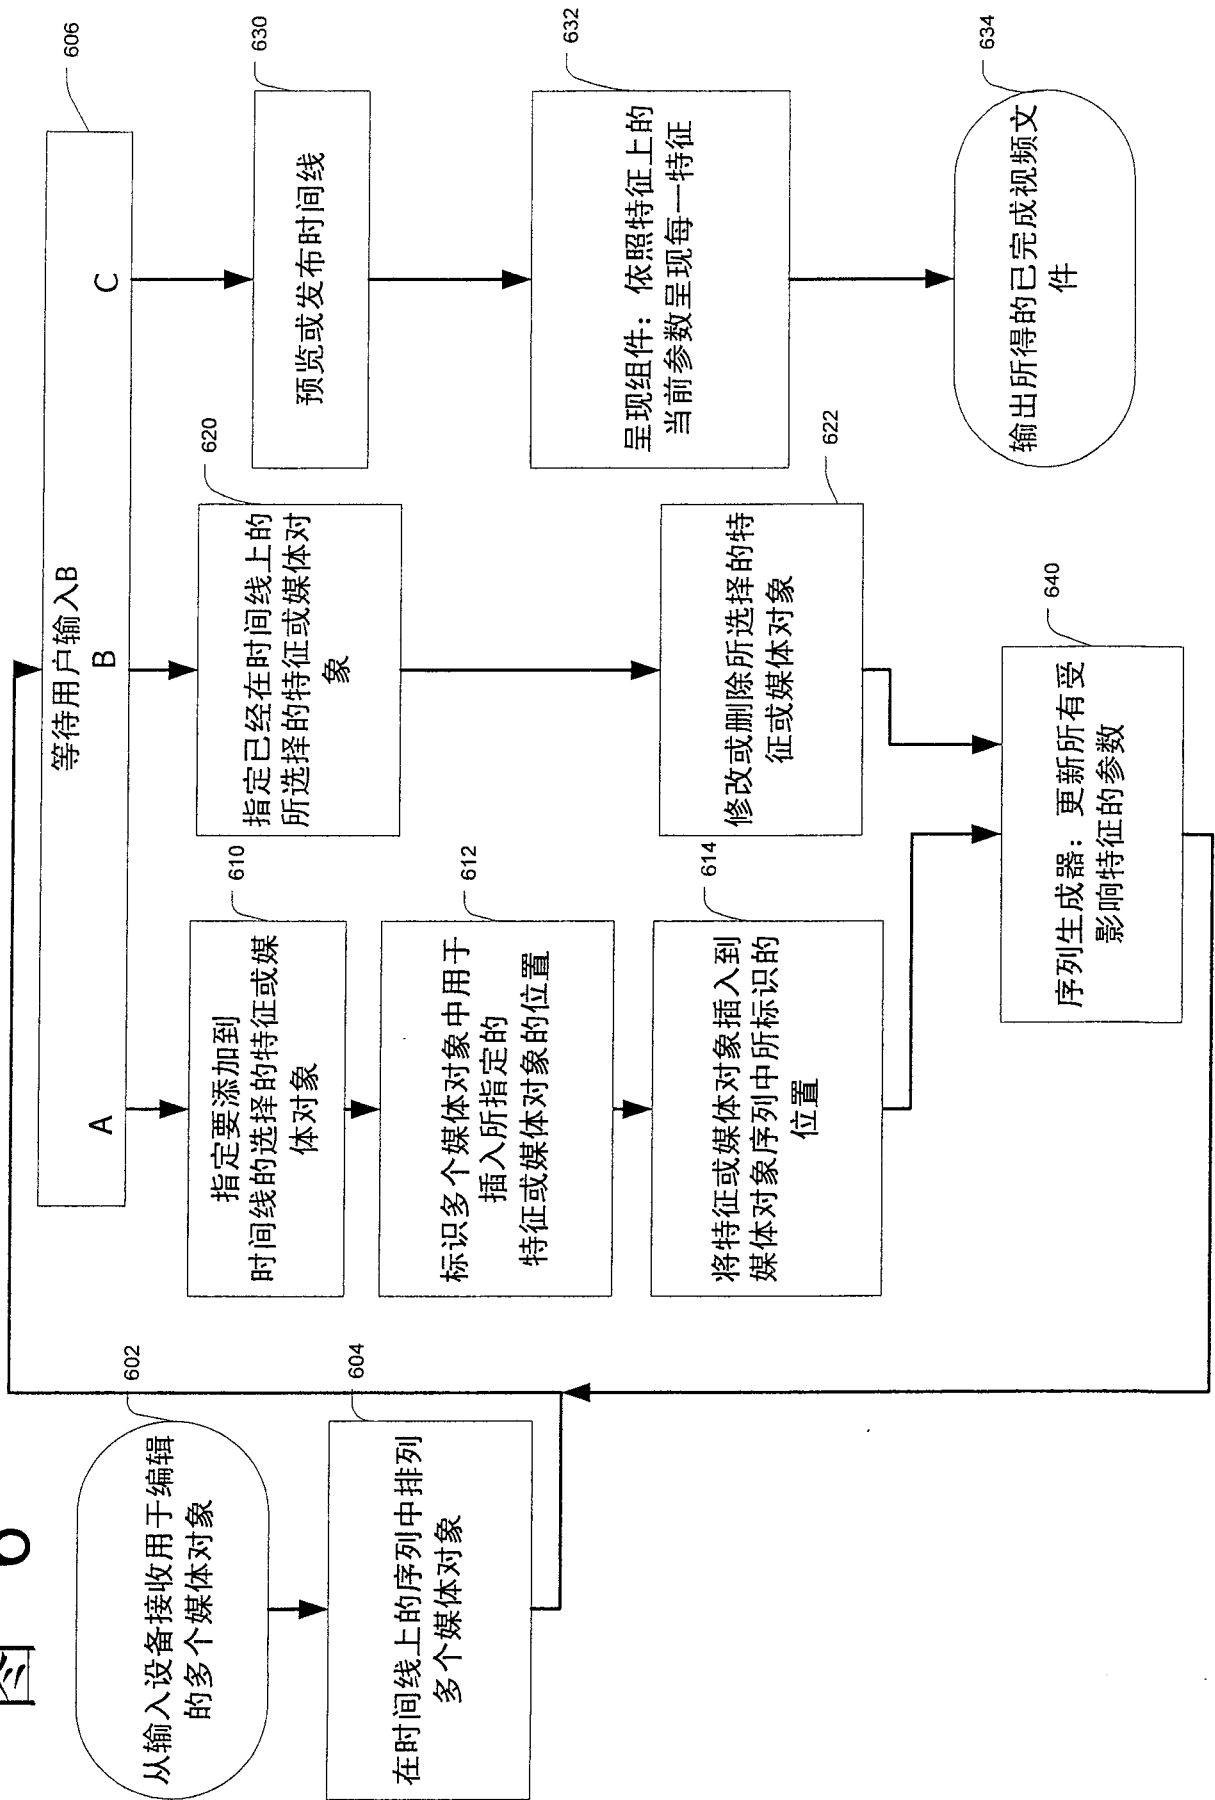 图 6
从输入设备接收用于编辑
的多个媒体对象
602
在时间线上的序列中排列
多个媒体对象
604
等待用户输入B
A
B
C
606
指定要添加到
时间线的选择的特征或媒
体对象
610
标识多个媒体对象中用于
插入所指定的
特征或媒体对象的位置
612
将特征或媒体对象插入到
媒体对象序列中所标识的
位置
614
指定已经在时间线上的
所选择的特征或媒体对
象
620
修改或删除所选择的特
征或媒体对象
622
序列生成器：更新所有受
影响特征的参数
640
预览或发布时间线
630
呈现组件：依照特征上的
当前参数呈现每一特征
632
输出所得的已完成视频文
件
634